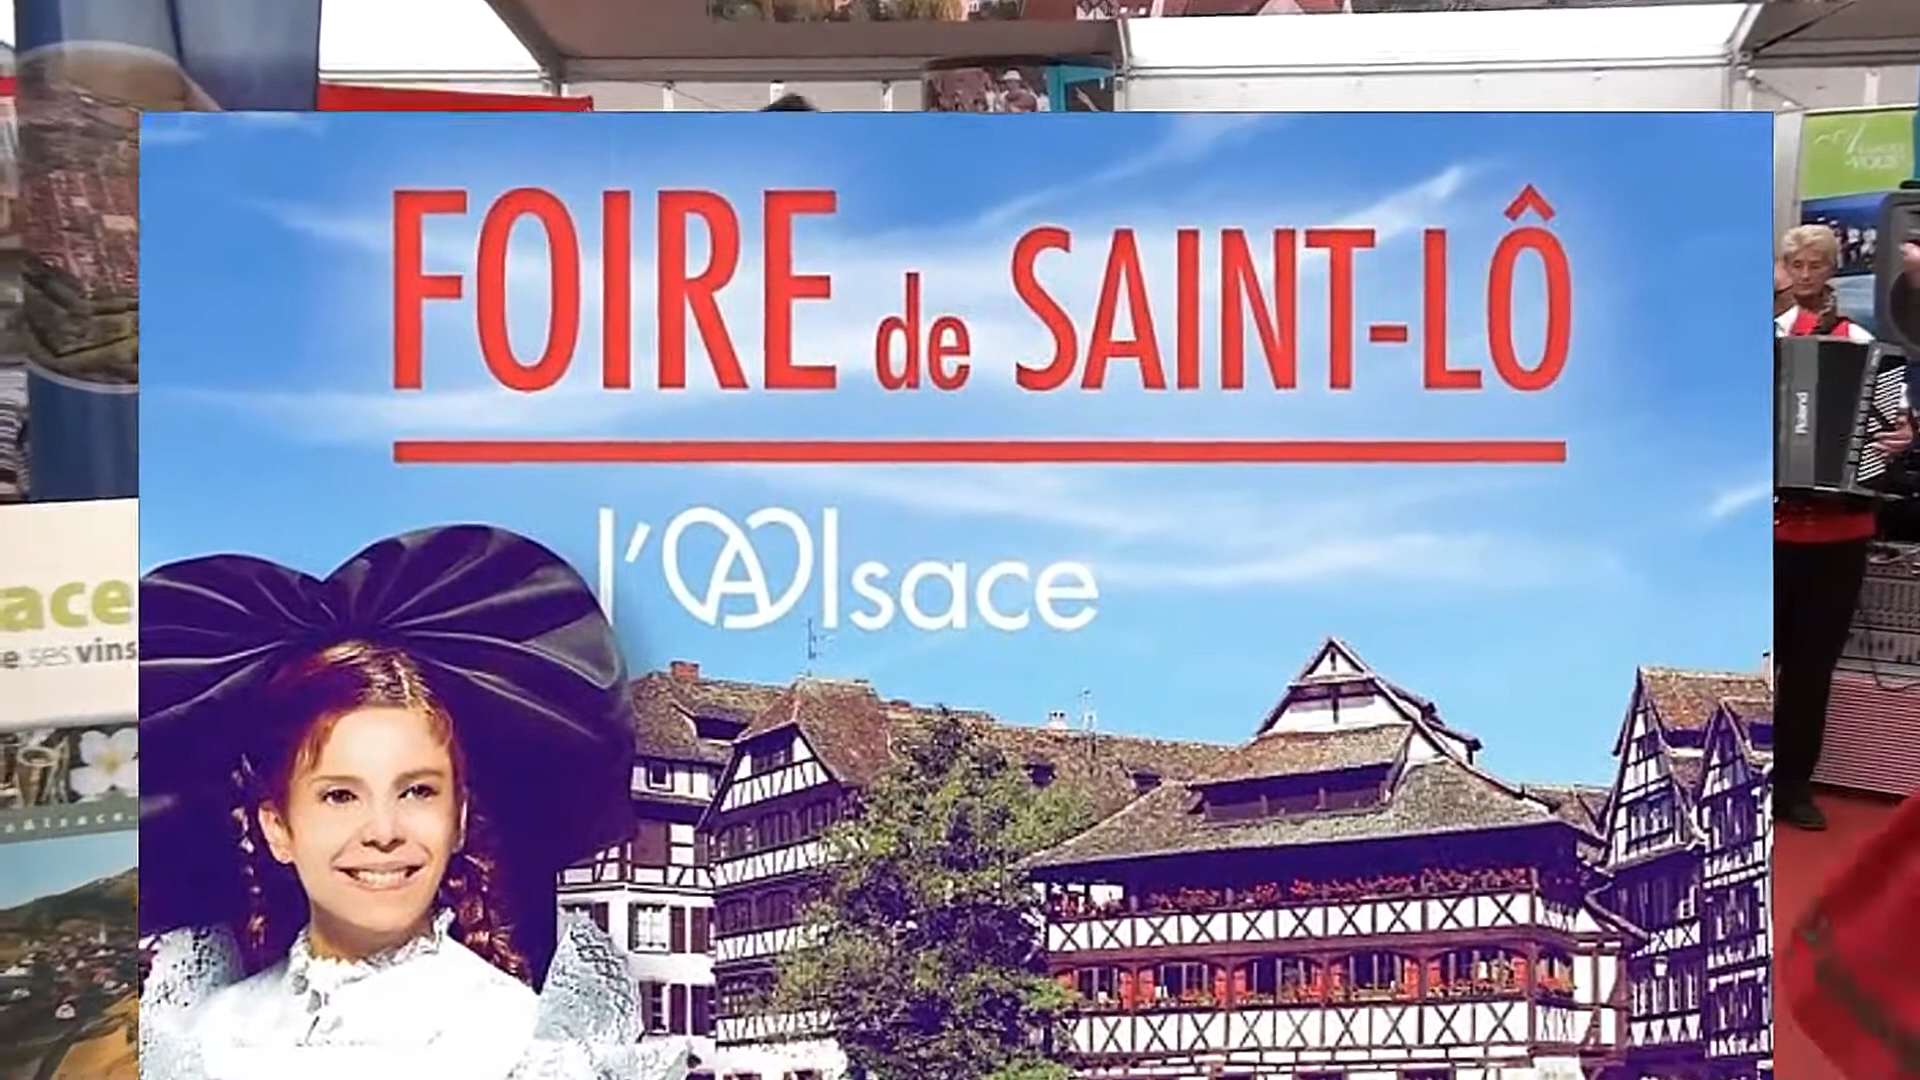 FOIRE de SAINT-LÔ
l'Alsace
ace
e ses vins
Roland